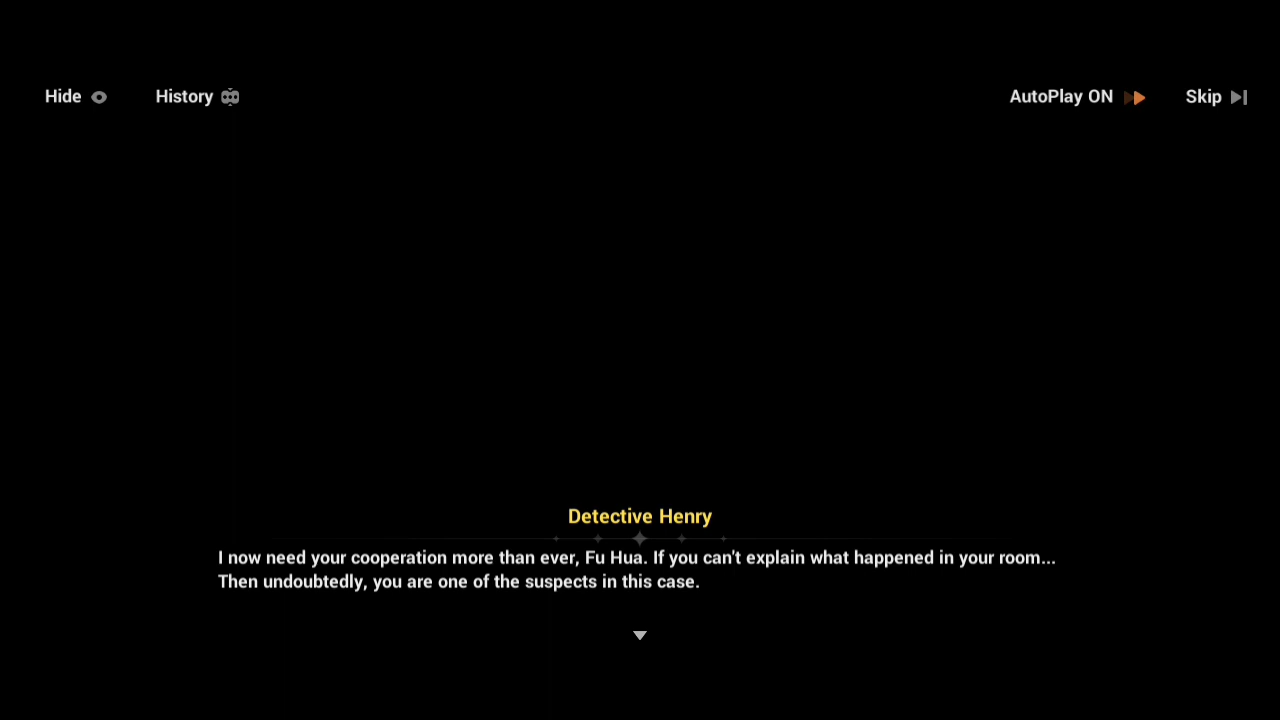 Hide
History
AutoPlay ON
Skip
Detective Henry
I now need your cooperation more than ever, Fu Hua. If you can't explain what happened in your room...
Then undoubtedly, you are one of the suspects in this case.